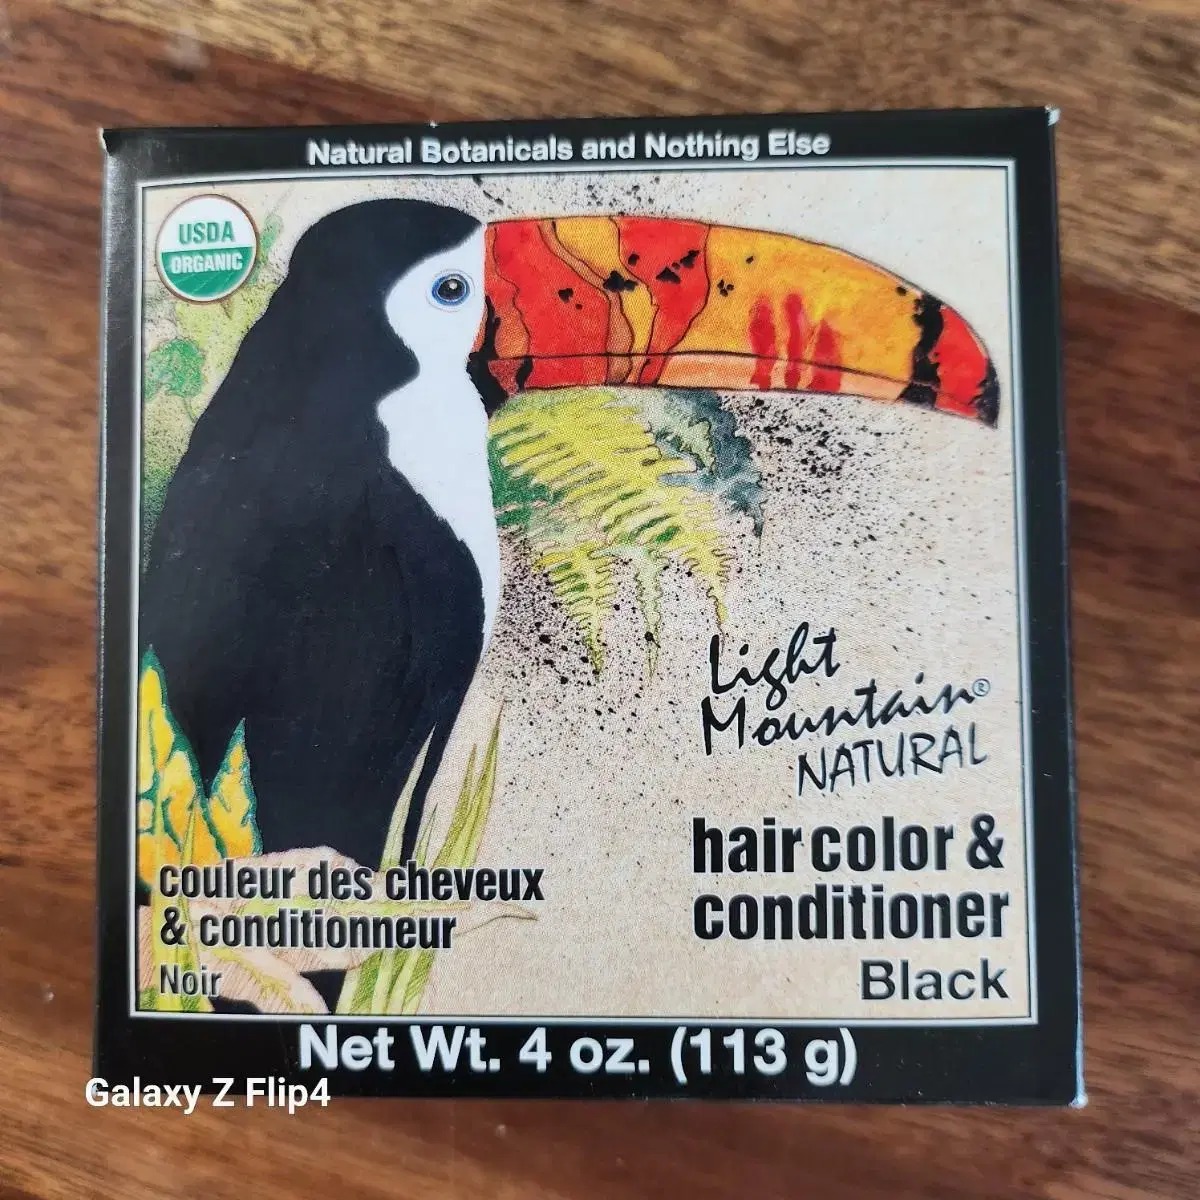 Natural Botanicals and Nothing Else
USDA
ORGANIC
Light
Mountain®
NATURAL
hair color &
conditioner
Black
couleur des cheveux
& conditionneur
Noir
Net Wt. 4 oz. (113 g)
Galaxy Z Flip4